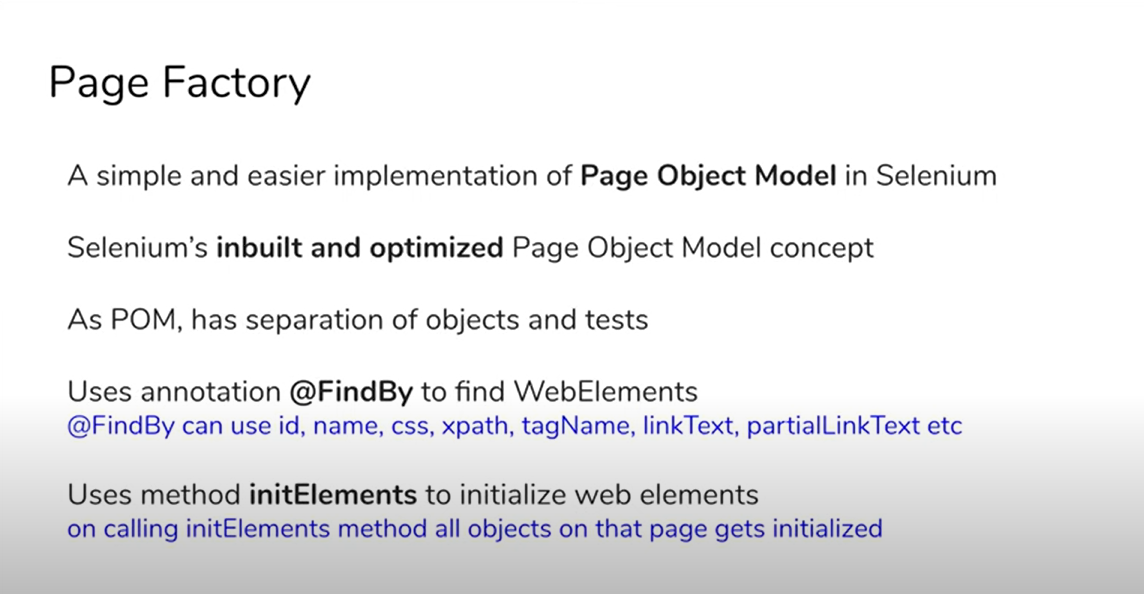 Page Factory
A simple and easier implementation of Page Object Model in Selenium
Selenium's inbuilt and optimized Page Object Model concept
As POM, has separation of objects and tests
Uses annotation @FindBy to find WebElements
@FindBy can use id, name, css, xpath, tagName, linkText, partialLinkText etc
Uses method initElements to initialize web elements
on calling initElements method all objects on that page gets initialized